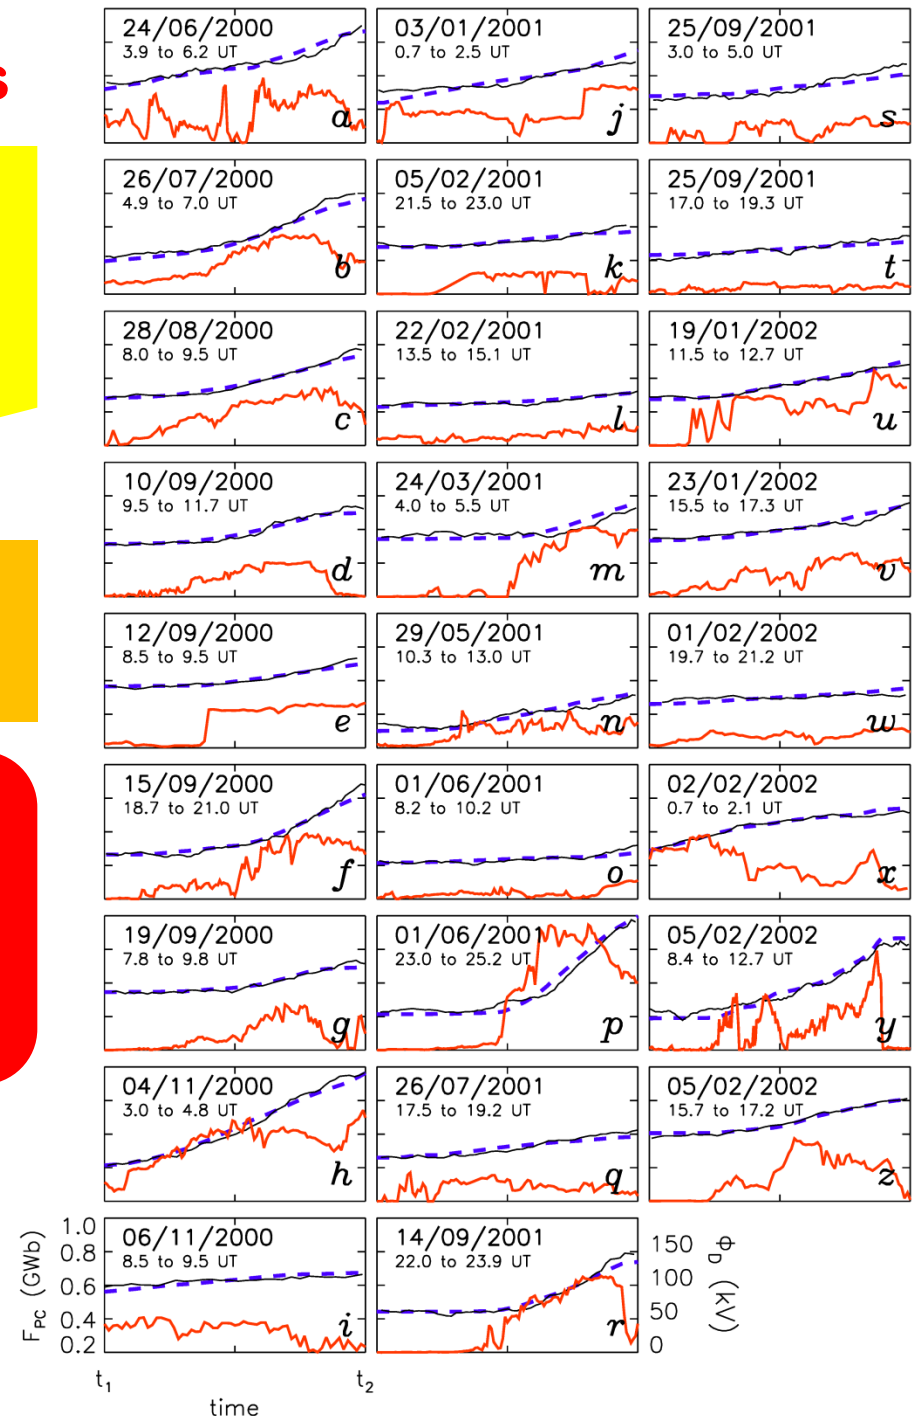 s
24/06/2000
3.9 to 6.2 UT
a
03/01/2001
0.7 to 2.5 UT
j
25/09/2001
3.0 to 5.0 UT
s
26/07/2000
4.9 to 7.0 UT
b
05/02/2001
21.5 to 23.0 UT
k
25/09/2001
17.0 to 19.3 UT
t
28/08/2000
8.0 to 9.5 UT
c
22/02/2001
13.5 to 15.1 UT
l
19/01/2002
11.5 to 12.7 UT
u
10/09/2000
9.5 to 11.7 UT
d
24/03/2001
4.0 to 5.5 UT
m
23/01/2002
15.5 to 17.3 UT
v
12/09/2000
8.5 to 9.5 UT
e
29/05/2001
10.3 to 13.0 UT
n
01/02/2002
19.7 to 21.2 UT
w
15/09/2000
18.7 to 21.0 UT
f
01/06/2001
8.2 to 10.2 UT
o
02/02/2002
0.7 to 2.1 UT
x
19/09/2000
7.8 to 9.8 UT
g
01/06/2001
23.0 to 25.2 UT
p
05/02/2002
8.4 to 12.7 UT
y
04/11/2000
3.0 to 4.8 UT
h
26/07/2001
17.5 to 19.2 UT
q
05/02/2002
15.7 to 17.2 UT
z
06/11/2000
8.5 to 9.5 UT
i
14/09/2001
22.0 to 23.9 UT
r
1.0
0.8
0.6
0.4
0.2
F_PC (GWb)
150
100
50
0
Φ_D (kV)
t₁
t₂
time